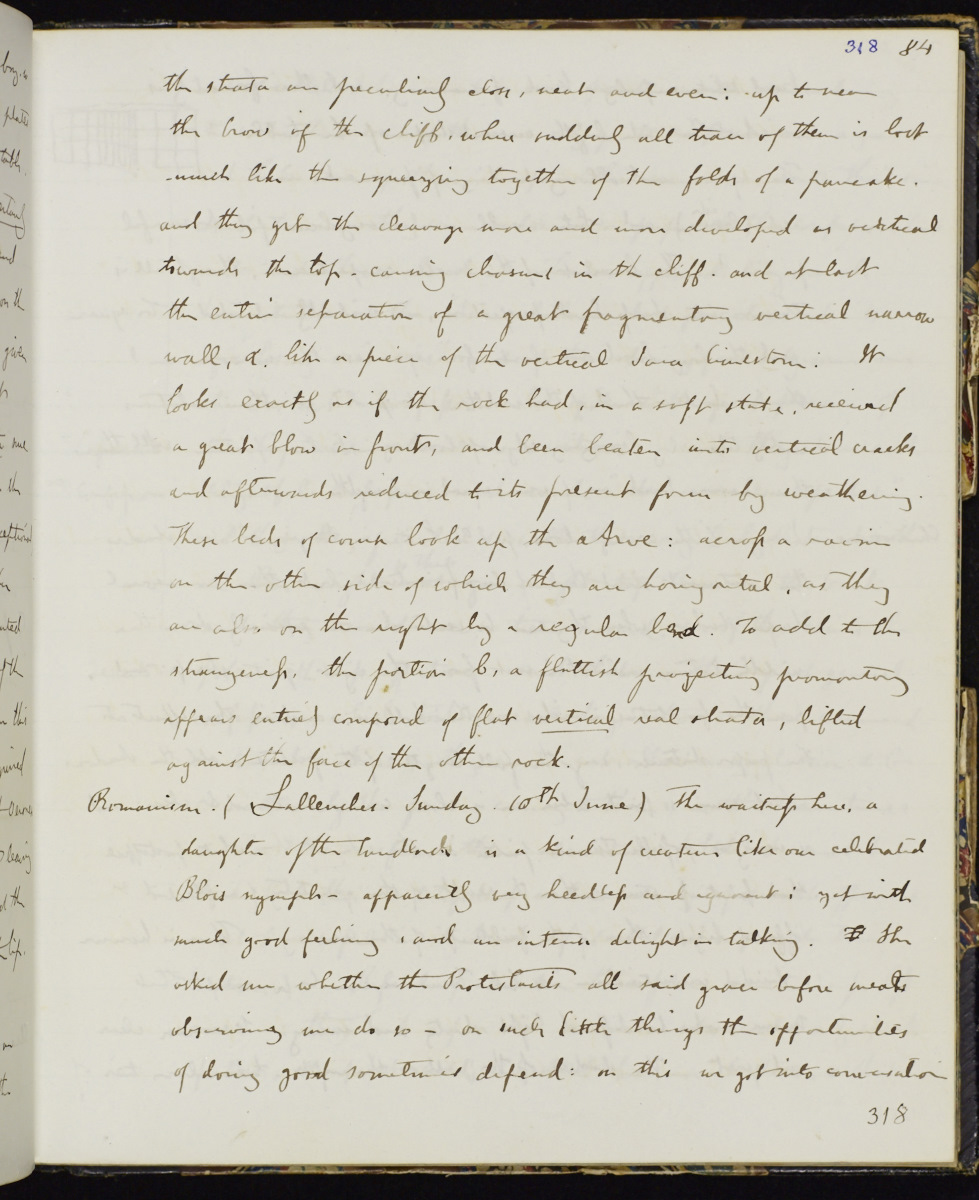 318 84
the strata are peculiarly close, neat and even: up to near
the brow of the cliff. where suddenly all trace of them is lost
-much like the squeezing together of the folds of a pancake.
and they get the cleavage more and more developed as vertical
towards the top - causing chasms in the cliff. and at last
the entire separation of a great fragmentary vertical narrow
wall, α. like a piece of the vertical Jura limestone: It
looks exactly as if the rock had, in a soft state, received
a great blow in front, and been beaten into vertical cracks
and afterwards reduced to its present form by weathering.
These beds of course look up the Arve: across a ravine
on the other side of which they are horizontal, as they
are also on the right by a regular bend. To add to the
strangeness, the portion b, a flattish projecting promontory
appears entirely composed of flat vertical real strata, lifted
against the face of the other rock.
Romanism. (Sallenches. Sunday. 10th June) The waitress here, a
daughter of the landlord is a kind of creature like our celebrated
Blois nymph - apparently very heedless and ignorant: yet with
much good feeling, and an intense delight in talking. She
asked me whether the Protestants all said grace before meals
observing me do so - on such little things the opportunities
of doing good sometimes depend: on this we got into conversation
318